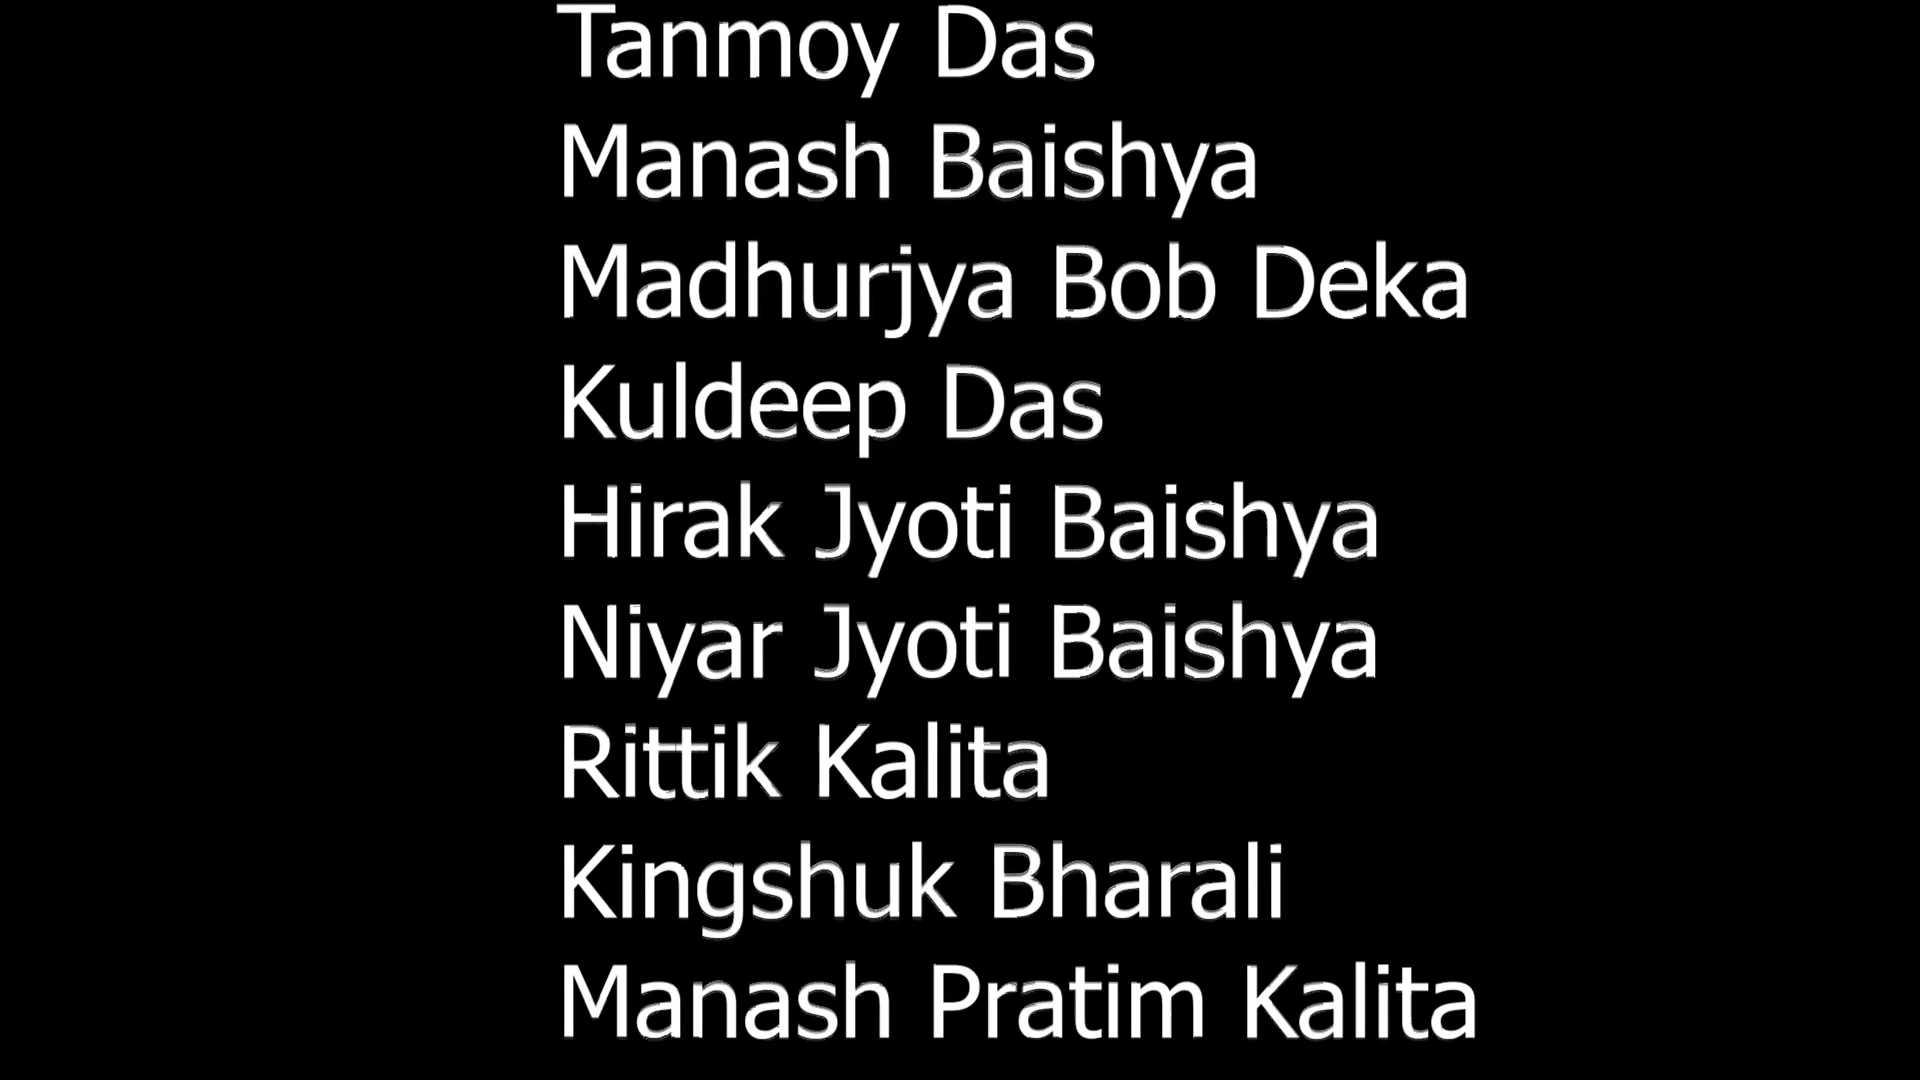 Tanmoy Das
Manash Baishya
Madhurjya Bob Deka
Kuldeep Das
Hirak Jyoti Baishya
Niyar Jyoti Baishya
Rittik Kalita
Kingshuk Bharali
Manash Pratim Kalita